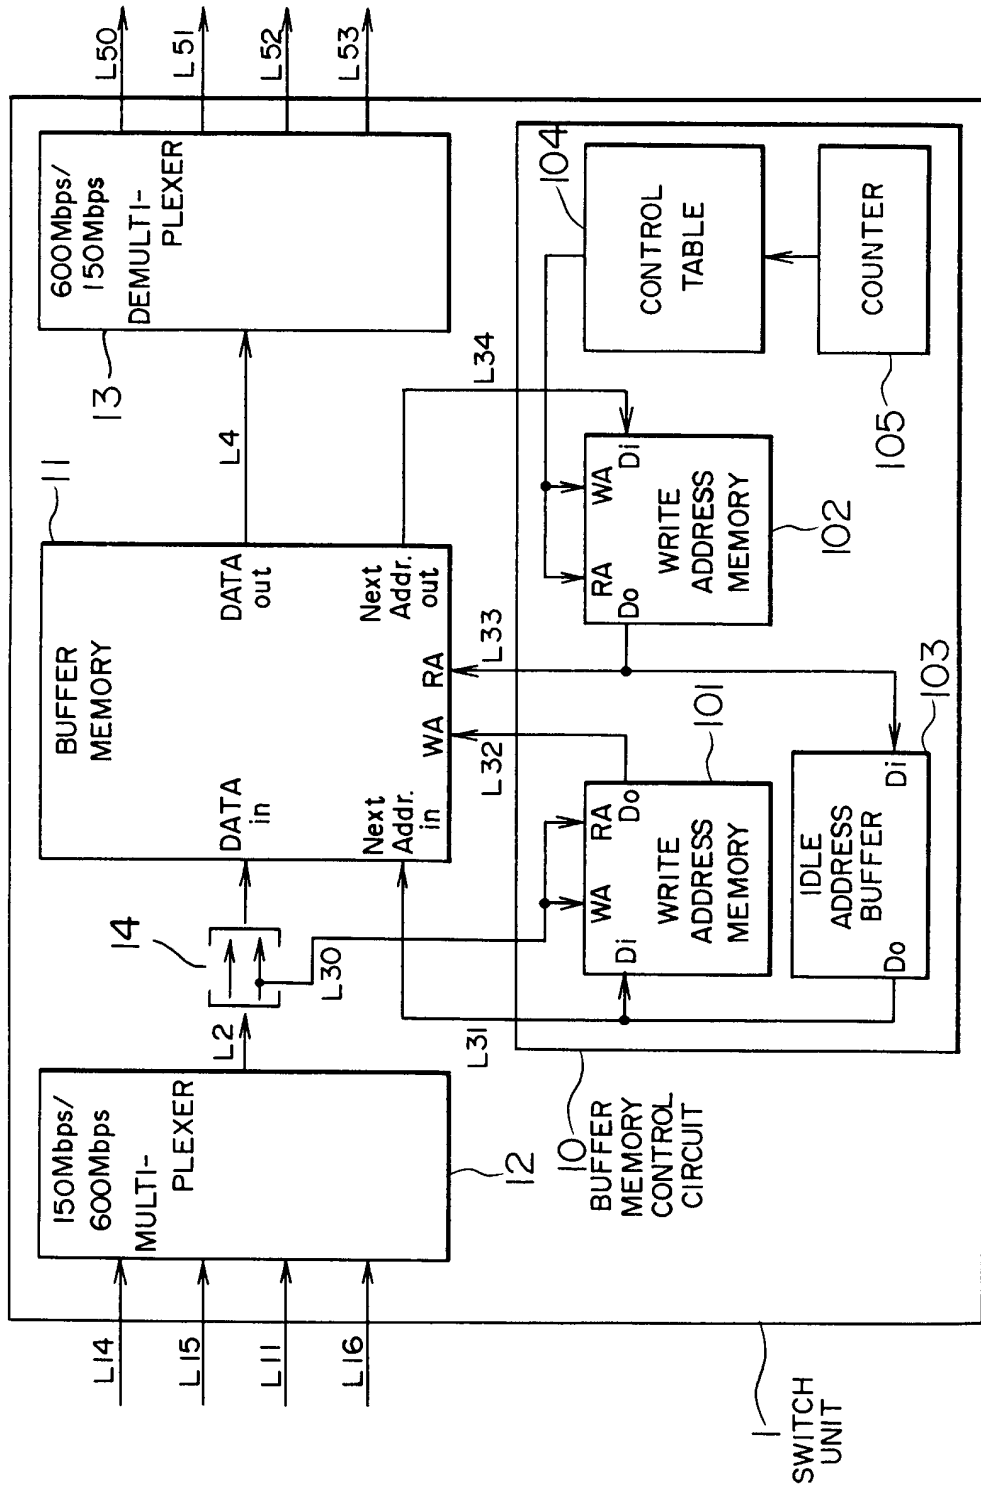 L14
L15
L11
L16
150Mbps/
600Mbps
MULTI-
PLEXER
12
L2
14
L30
L31
BUFFER
MEMORY
11
DATA
in
Next
Addr.
in
WA
RA
DATA
out
Next
Addr.
out
L4
600Mbps/
150Mbps
DEMULTI-
PLEXER
13
L50
L51
L52
L53
L32
L33
L34
10
BUFFER
MEMORY
CONTROL
CIRCUIT
Di
WA
RA
Do
WRITE
ADDRESS
MEMORY
101
RA
WA
Do
Di
WRITE
ADDRESS
MEMORY
102
IDLE
ADDRESS
BUFFER
Do
Di
103
CONTROL
TABLE
104
COUNTER
105
1
SWITCH
UNIT